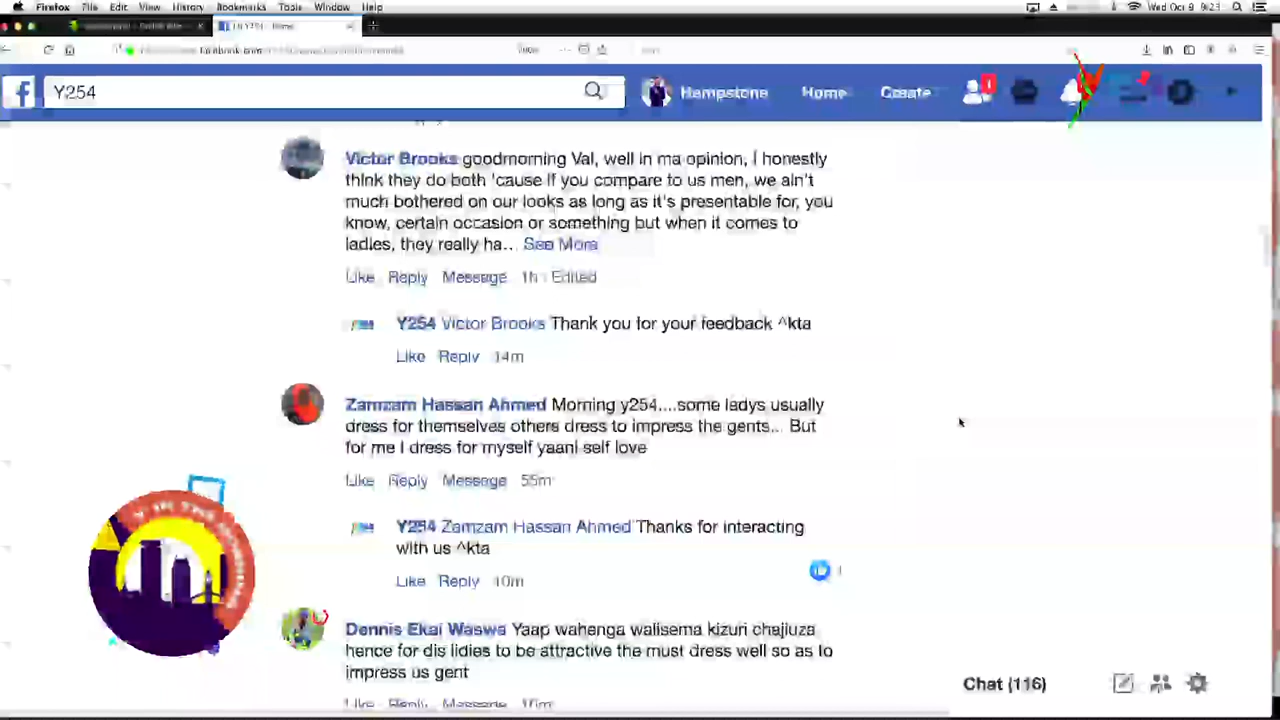 Firefox File Edit View History Bookmarks Tools Window Help
Wed Oct 9 9:23
Y254
Hempstone Home Create
Victor Brooks goodmorning Val, well in ma opinion, I honestly
think they do both 'cause if you compare to us men, we ain't
much bothered on our looks as long as it's presentable for, you
know, certain occasion or something but when it comes to
ladies, they really ha... See More
Like Reply Message 1h Edited
Y254 Victor Brooks Thank you for your feedback ^kta
Like Reply 14m
Zamzam Hassan Ahmed Morning y254....some ladys usually
dress for themselves others dress to impress the gents... But
for me I dress for myself yaani self love
Like Reply Message 55m
Y254 Zamzam Hassan Ahmed Thanks for interacting
with us ^kta
Like Reply 10m
Dennis Ekai Waswa Yaap wahenga walisema kizuri chajiuza
hence for dis lidies to be attractive the must dress well so as to
impress us gent
Like Reply Message 10m
Chat (116)